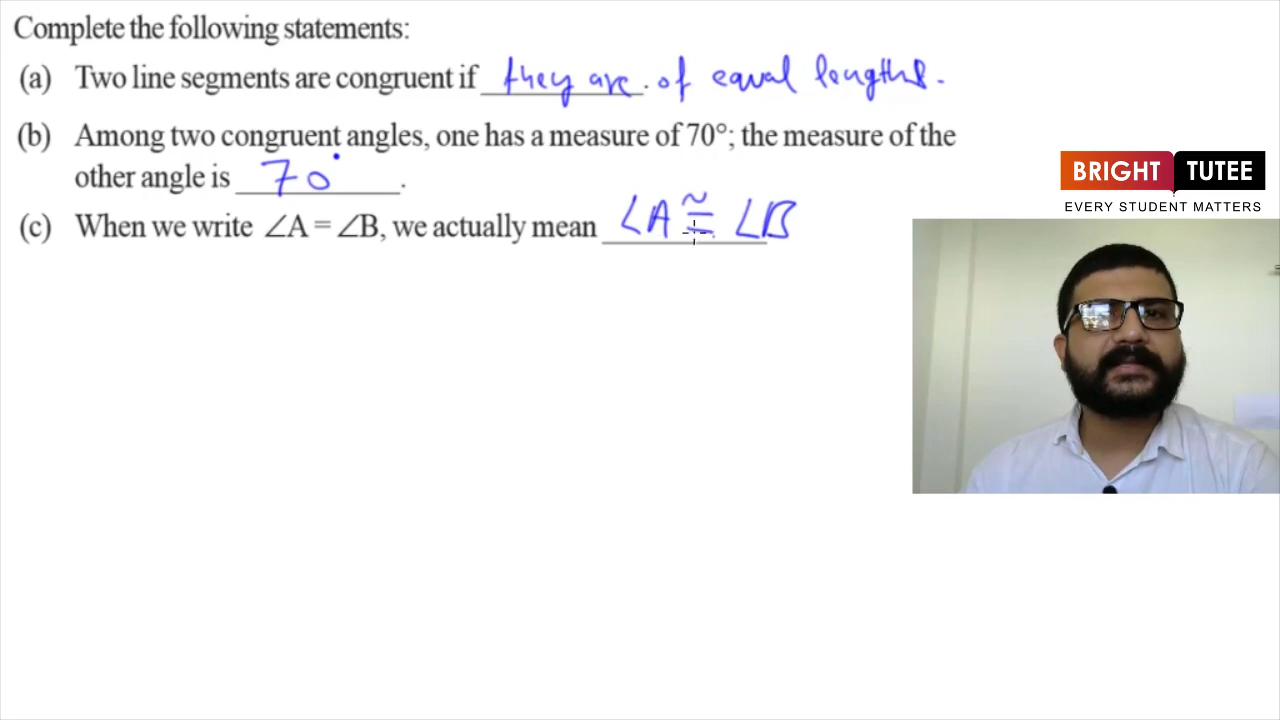 Complete the following statements:
(a) Two line segments are congruent if they are of equal lengths.
(b) Among two congruent angles, one has a measure of 70°; the measure of the
other angle is 70°.
(c) When we write ∠A = ∠B, we actually mean ∠A ≅ ∠B
BRIGHT TUTEE
EVERY STUDENT MATTERS